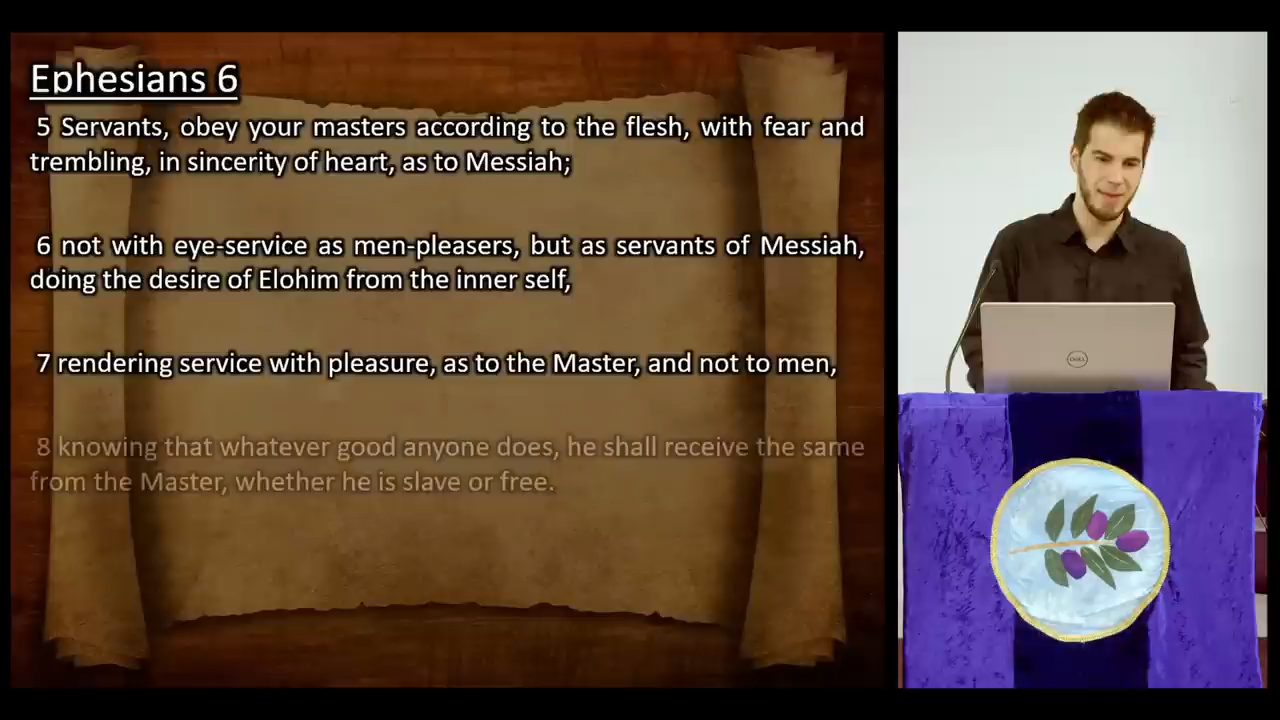 Ephesians 6
5 Servants, obey your masters according to the flesh, with fear and
trembling, in sincerity of heart, as to Messiah;
6 not with eye-service as men-pleasers, but as servants of Messiah,
doing the desire of Elohim from the inner self,
7 rendering service with pleasure, as to the Master, and not to men,
8 knowing that whatever good anyone does, he shall receive the same
from the Master, whether he is slave or free.
DELL